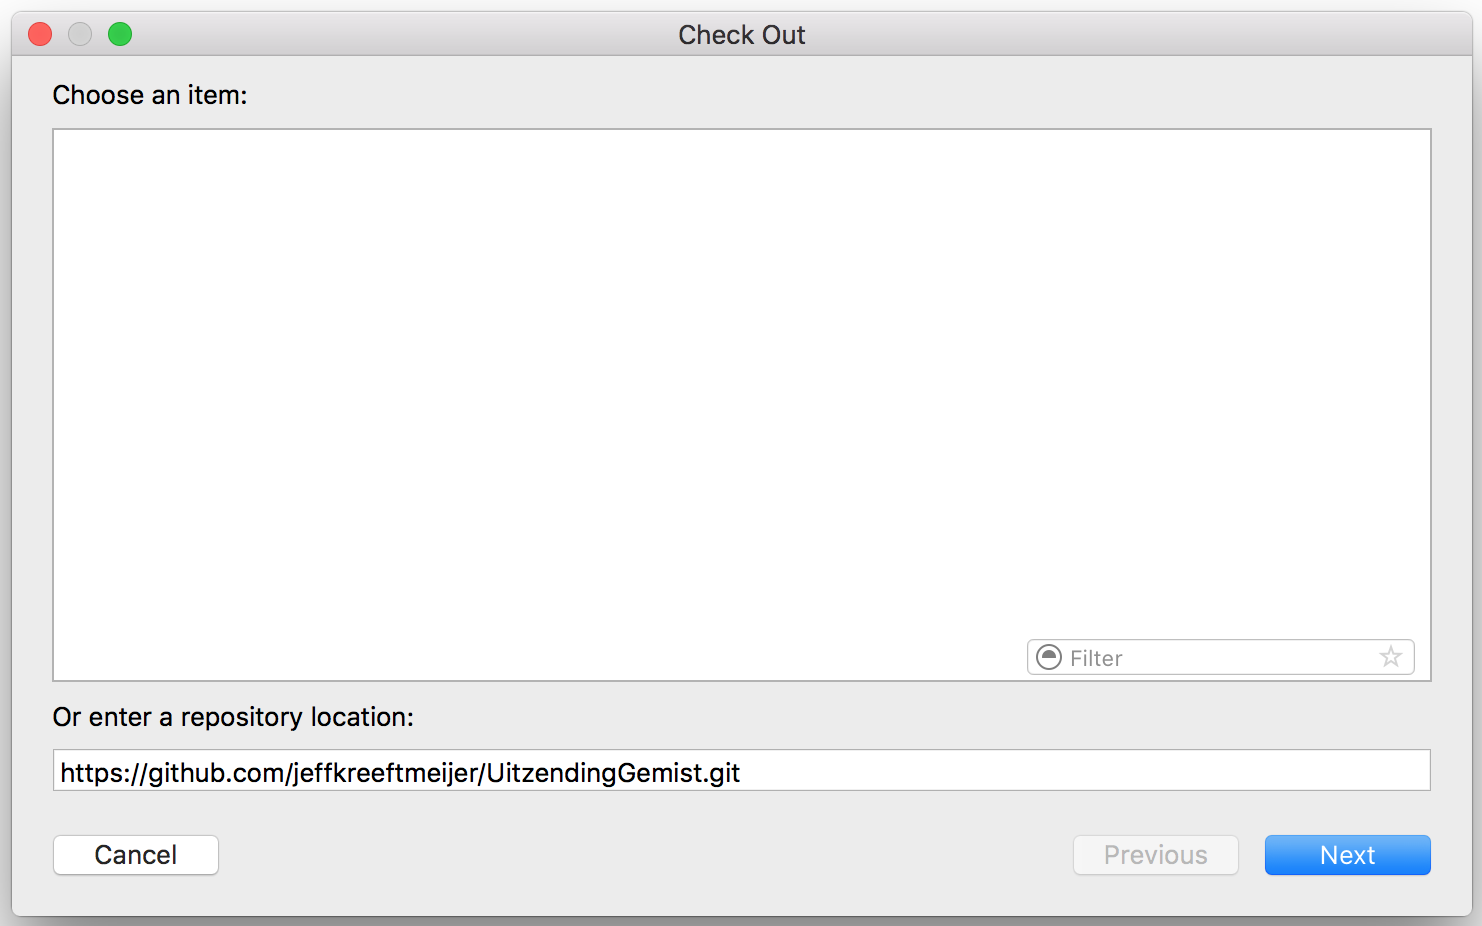 Check Out
Choose an item:
Filter
Or enter a repository location:
https://github.com/jeffkreeftmeijer/UitzendingGemist.git
Cancel
Previous
Next